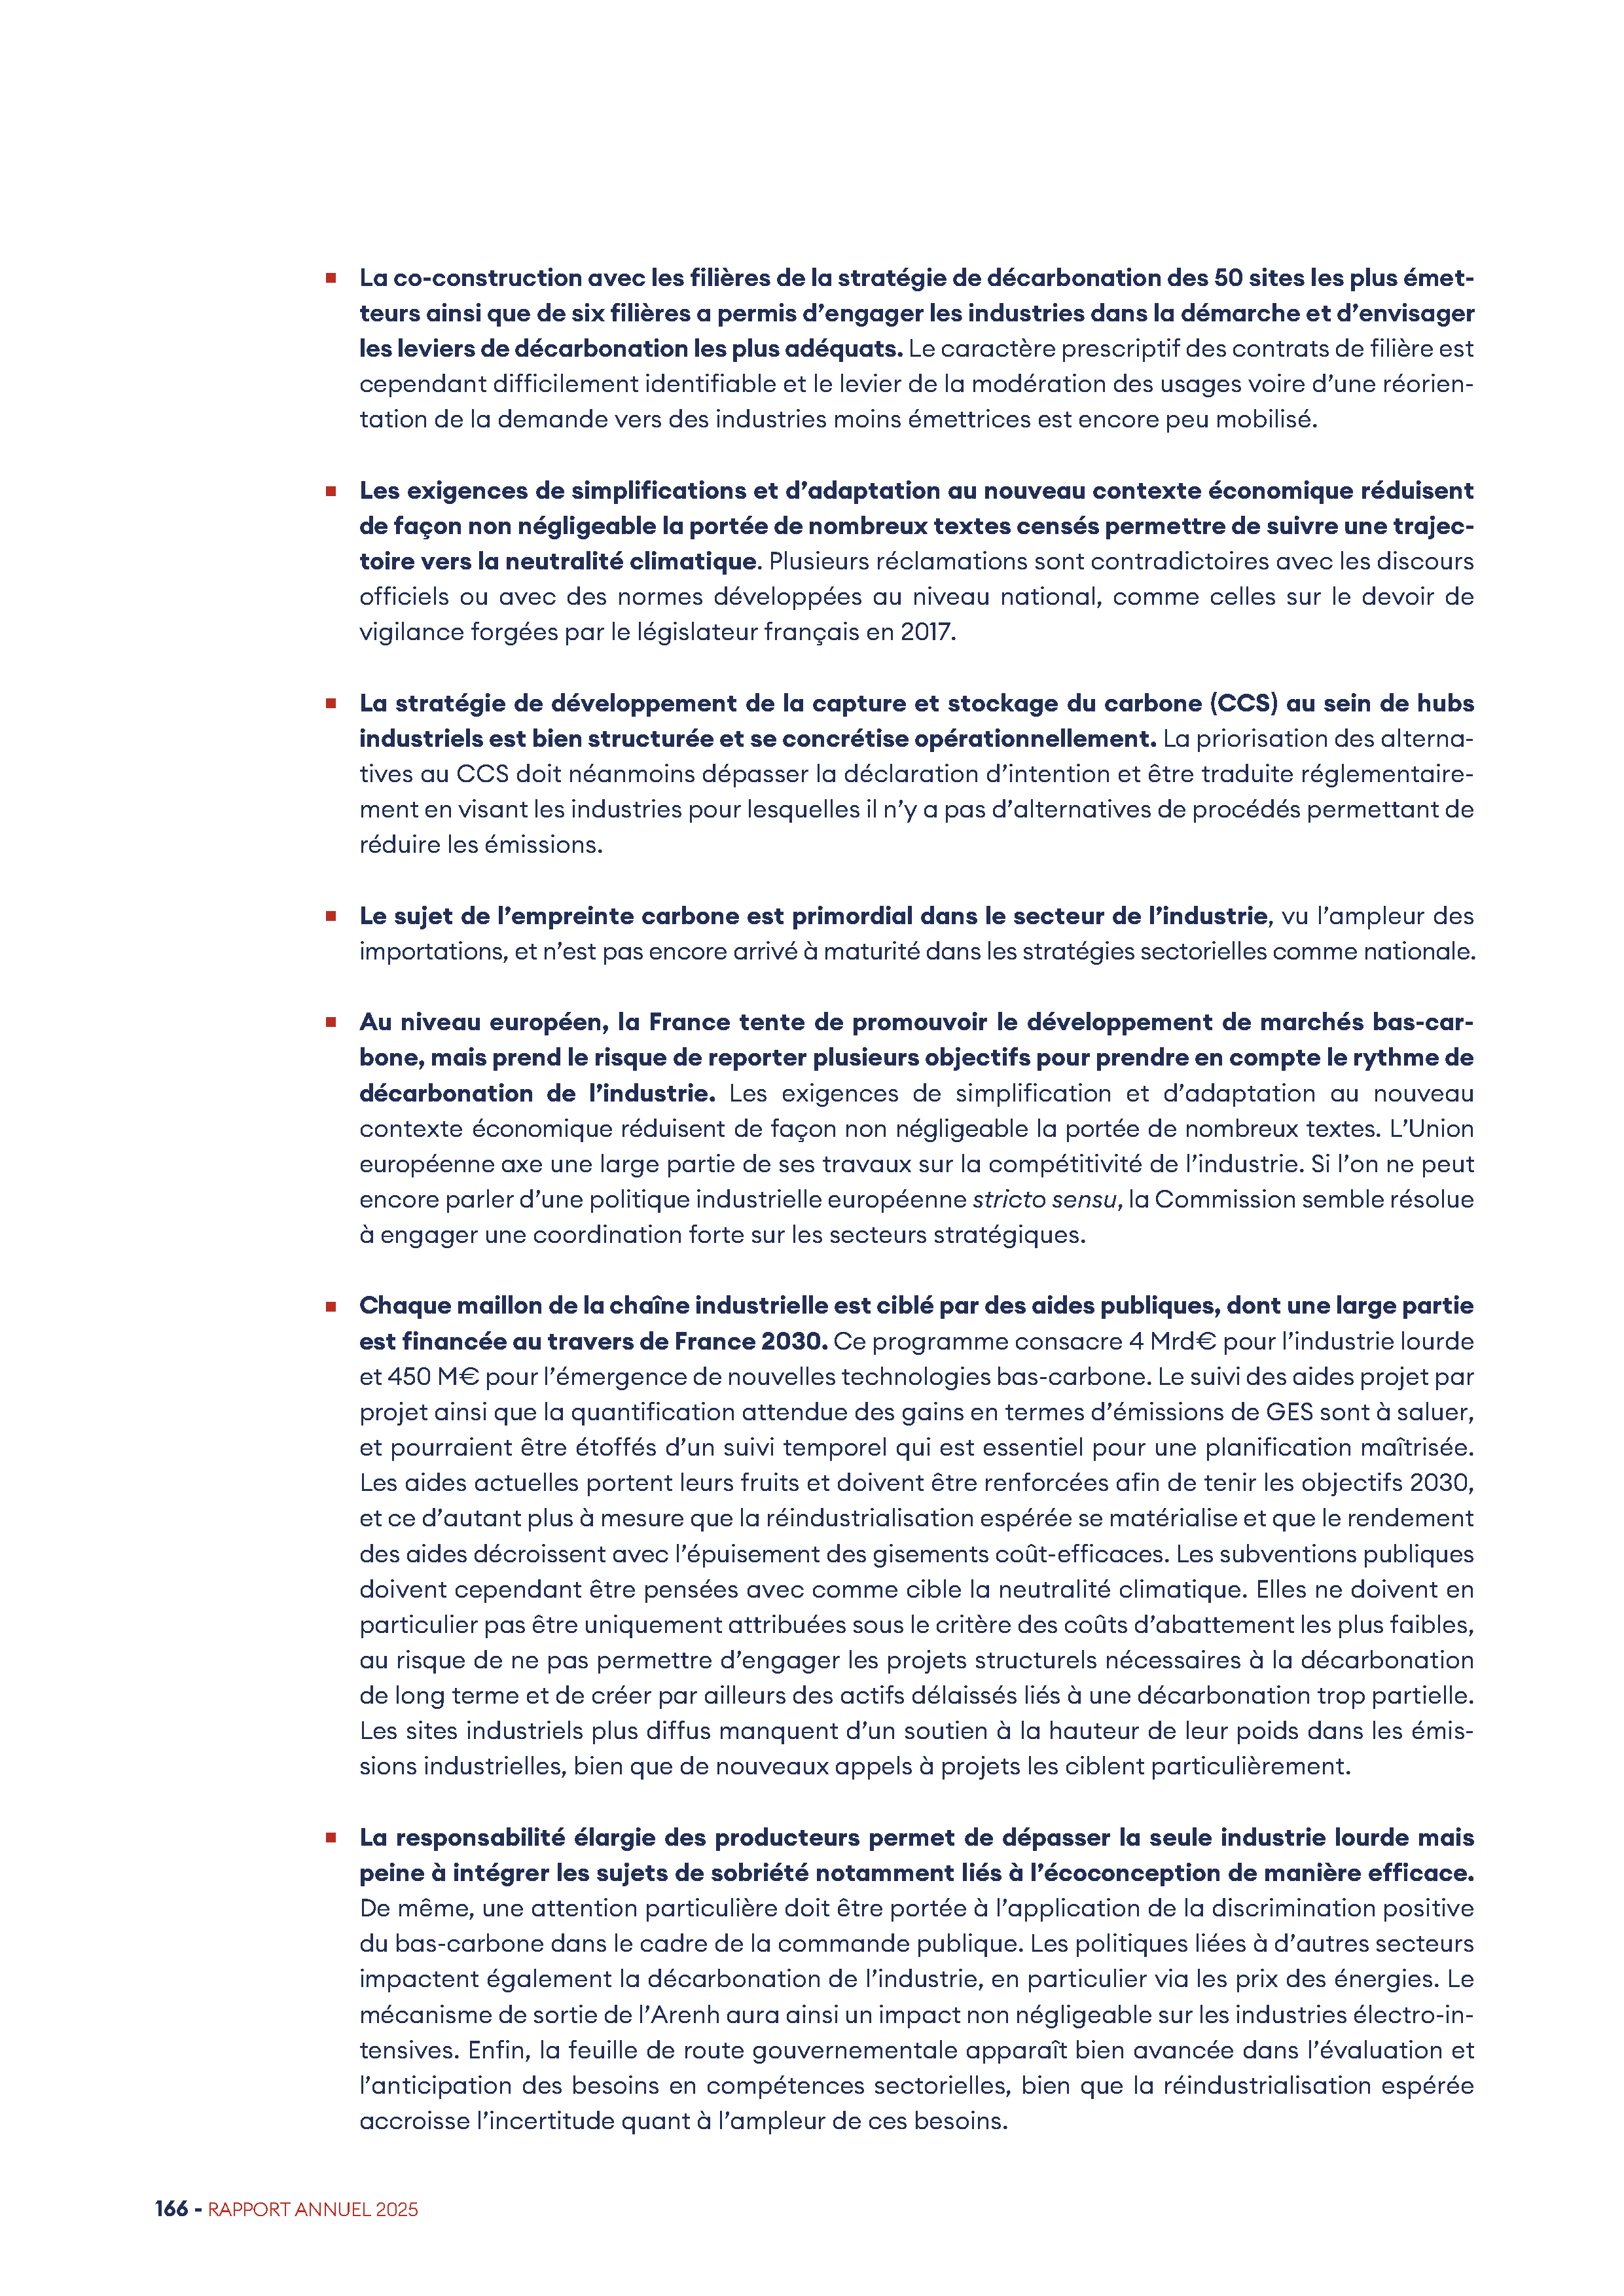 ▪ La co-construction avec les filières de la stratégie de décarbonation des 50 sites les plus émet-
teurs ainsi que de six filières a permis d’engager les industries dans la démarche et d’envisager
les leviers de décarbonation les plus adéquats. Le caractère prescriptif des contrats de filière est
cependant difficilement identifiable et le levier de la modération des usages voire d’une réorien-
tation de la demande vers des industries moins émettrices est encore peu mobilisé.
▪ Les exigences de simplifications et d’adaptation au nouveau contexte économique réduisent
de façon non négligeable la portée de nombreux textes censés permettre de suivre une trajec-
toire vers la neutralité climatique. Plusieurs réclamations sont contradictoires avec les discours
officiels ou avec des normes développées au niveau national, comme celles sur le devoir de
vigilance forgées par le législateur français en 2017.
▪ La stratégie de développement de la capture et stockage du carbone (CCS) au sein de hubs
industriels est bien structurée et se concrétise opérationnellement. La priorisation des alterna-
tives au CCS doit néanmoins dépasser la déclaration d’intention et être traduite réglementaire-
ment en visant les industries pour lesquelles il n’y a pas d’alternatives de procédés permettant de
réduire les émissions.
▪ Le sujet de l’empreinte carbone est primordial dans le secteur de l’industrie, vu l’ampleur des
importations, et n’est pas encore arrivé à maturité dans les stratégies sectorielles comme nationale.
▪ Au niveau européen, la France tente de promouvoir le développement de marchés bas-car-
bone, mais prend le risque de reporter plusieurs objectifs pour prendre en compte le rythme de
décarbonation de l’industrie. Les exigences de simplification et d’adaptation au nouveau
contexte économique réduisent de façon non négligeable la portée de nombreux textes. L’Union
européenne axe une large partie de ses travaux sur la compétitivité de l’industrie. Si l’on ne peut
encore parler d’une politique industrielle européenne stricto sensu, la Commission semble résolue
à engager une coordination forte sur les secteurs stratégiques.
▪ Chaque maillon de la chaîne industrielle est ciblé par des aides publiques, dont une large partie
est financée au travers de France 2030. Ce programme consacre 4 Mrd€ pour l’industrie lourde
et 450 M€ pour l’émergence de nouvelles technologies bas-carbone. Le suivi des aides projet par
projet ainsi que la quantification attendue des gains en termes d’émissions de GES sont à saluer,
et pourraient être étoffés d’un suivi temporel qui est essentiel pour une planification maîtrisée.
Les aides actuelles portent leurs fruits et doivent être renforcées afin de tenir les objectifs 2030,
et ce d’autant plus à mesure que la réindustrialisation espérée se matérialise et que le rendement
des aides décroissent avec l’épuisement des gisements coût-efficaces. Les subventions publiques
doivent cependant être pensées avec comme cible la neutralité climatique. Elles ne doivent en
particulier pas être uniquement attribuées sous le critère des coûts d’abattement les plus faibles,
au risque de ne pas permettre d’engager les projets structurels nécessaires à la décarbonation
de long terme et de créer par ailleurs des actifs délaissés liés à une décarbonation trop partielle.
Les sites industriels plus diffus manquent d’un soutien à la hauteur de leur poids dans les émis-
sions industrielles, bien que de nouveaux appels à projets les ciblent particulièrement.
▪ La responsabilité élargie des producteurs permet de dépasser la seule industrie lourde mais
peine à intégrer les sujets de sobriété notamment liés à l’écoconception de manière efficace.
De même, une attention particulière doit être portée à l’application de la discrimination positive
du bas-carbone dans le cadre de la commande publique. Les politiques liées à d’autres secteurs
impactent également la décarbonation de l’industrie, en particulier via les prix des énergies. Le
mécanisme de sortie de l’Arenh aura ainsi un impact non négligeable sur les industries électro-in-
tensives. Enfin, la feuille de route gouvernementale apparaît bien avancée dans l’évaluation et
l’anticipation des besoins en compétences sectorielles, bien que la réindustrialisation espérée
accroisse l’incertitude quant à l’ampleur de ces besoins.
166 - RAPPORT ANNUEL 2025